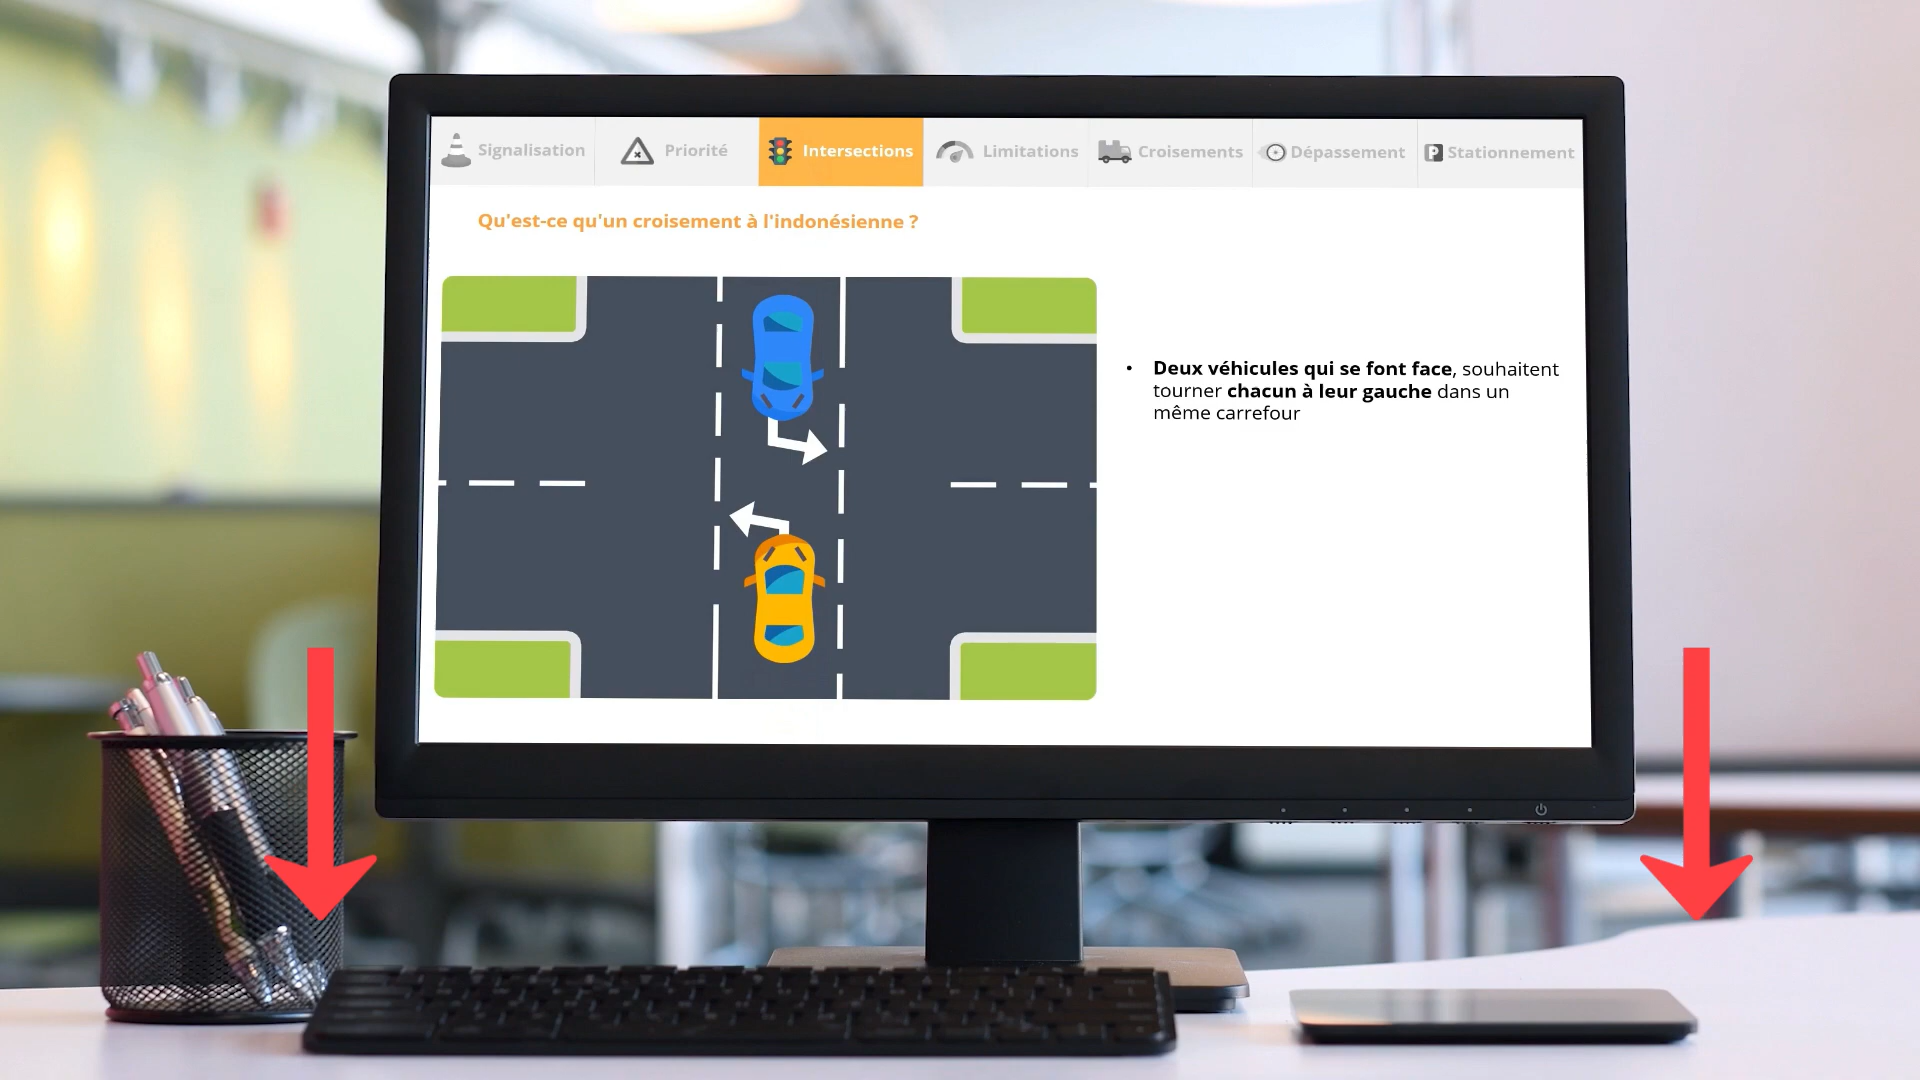 Signalisation Priorité Intersections Limitations Croisements Dépassement P Stationnement
Qu'est-ce qu'un croisement à l'indonésienne ?
• Deux véhicules qui se font face, souhaitent
tourner chacun à leur gauche dans un
même carrefour